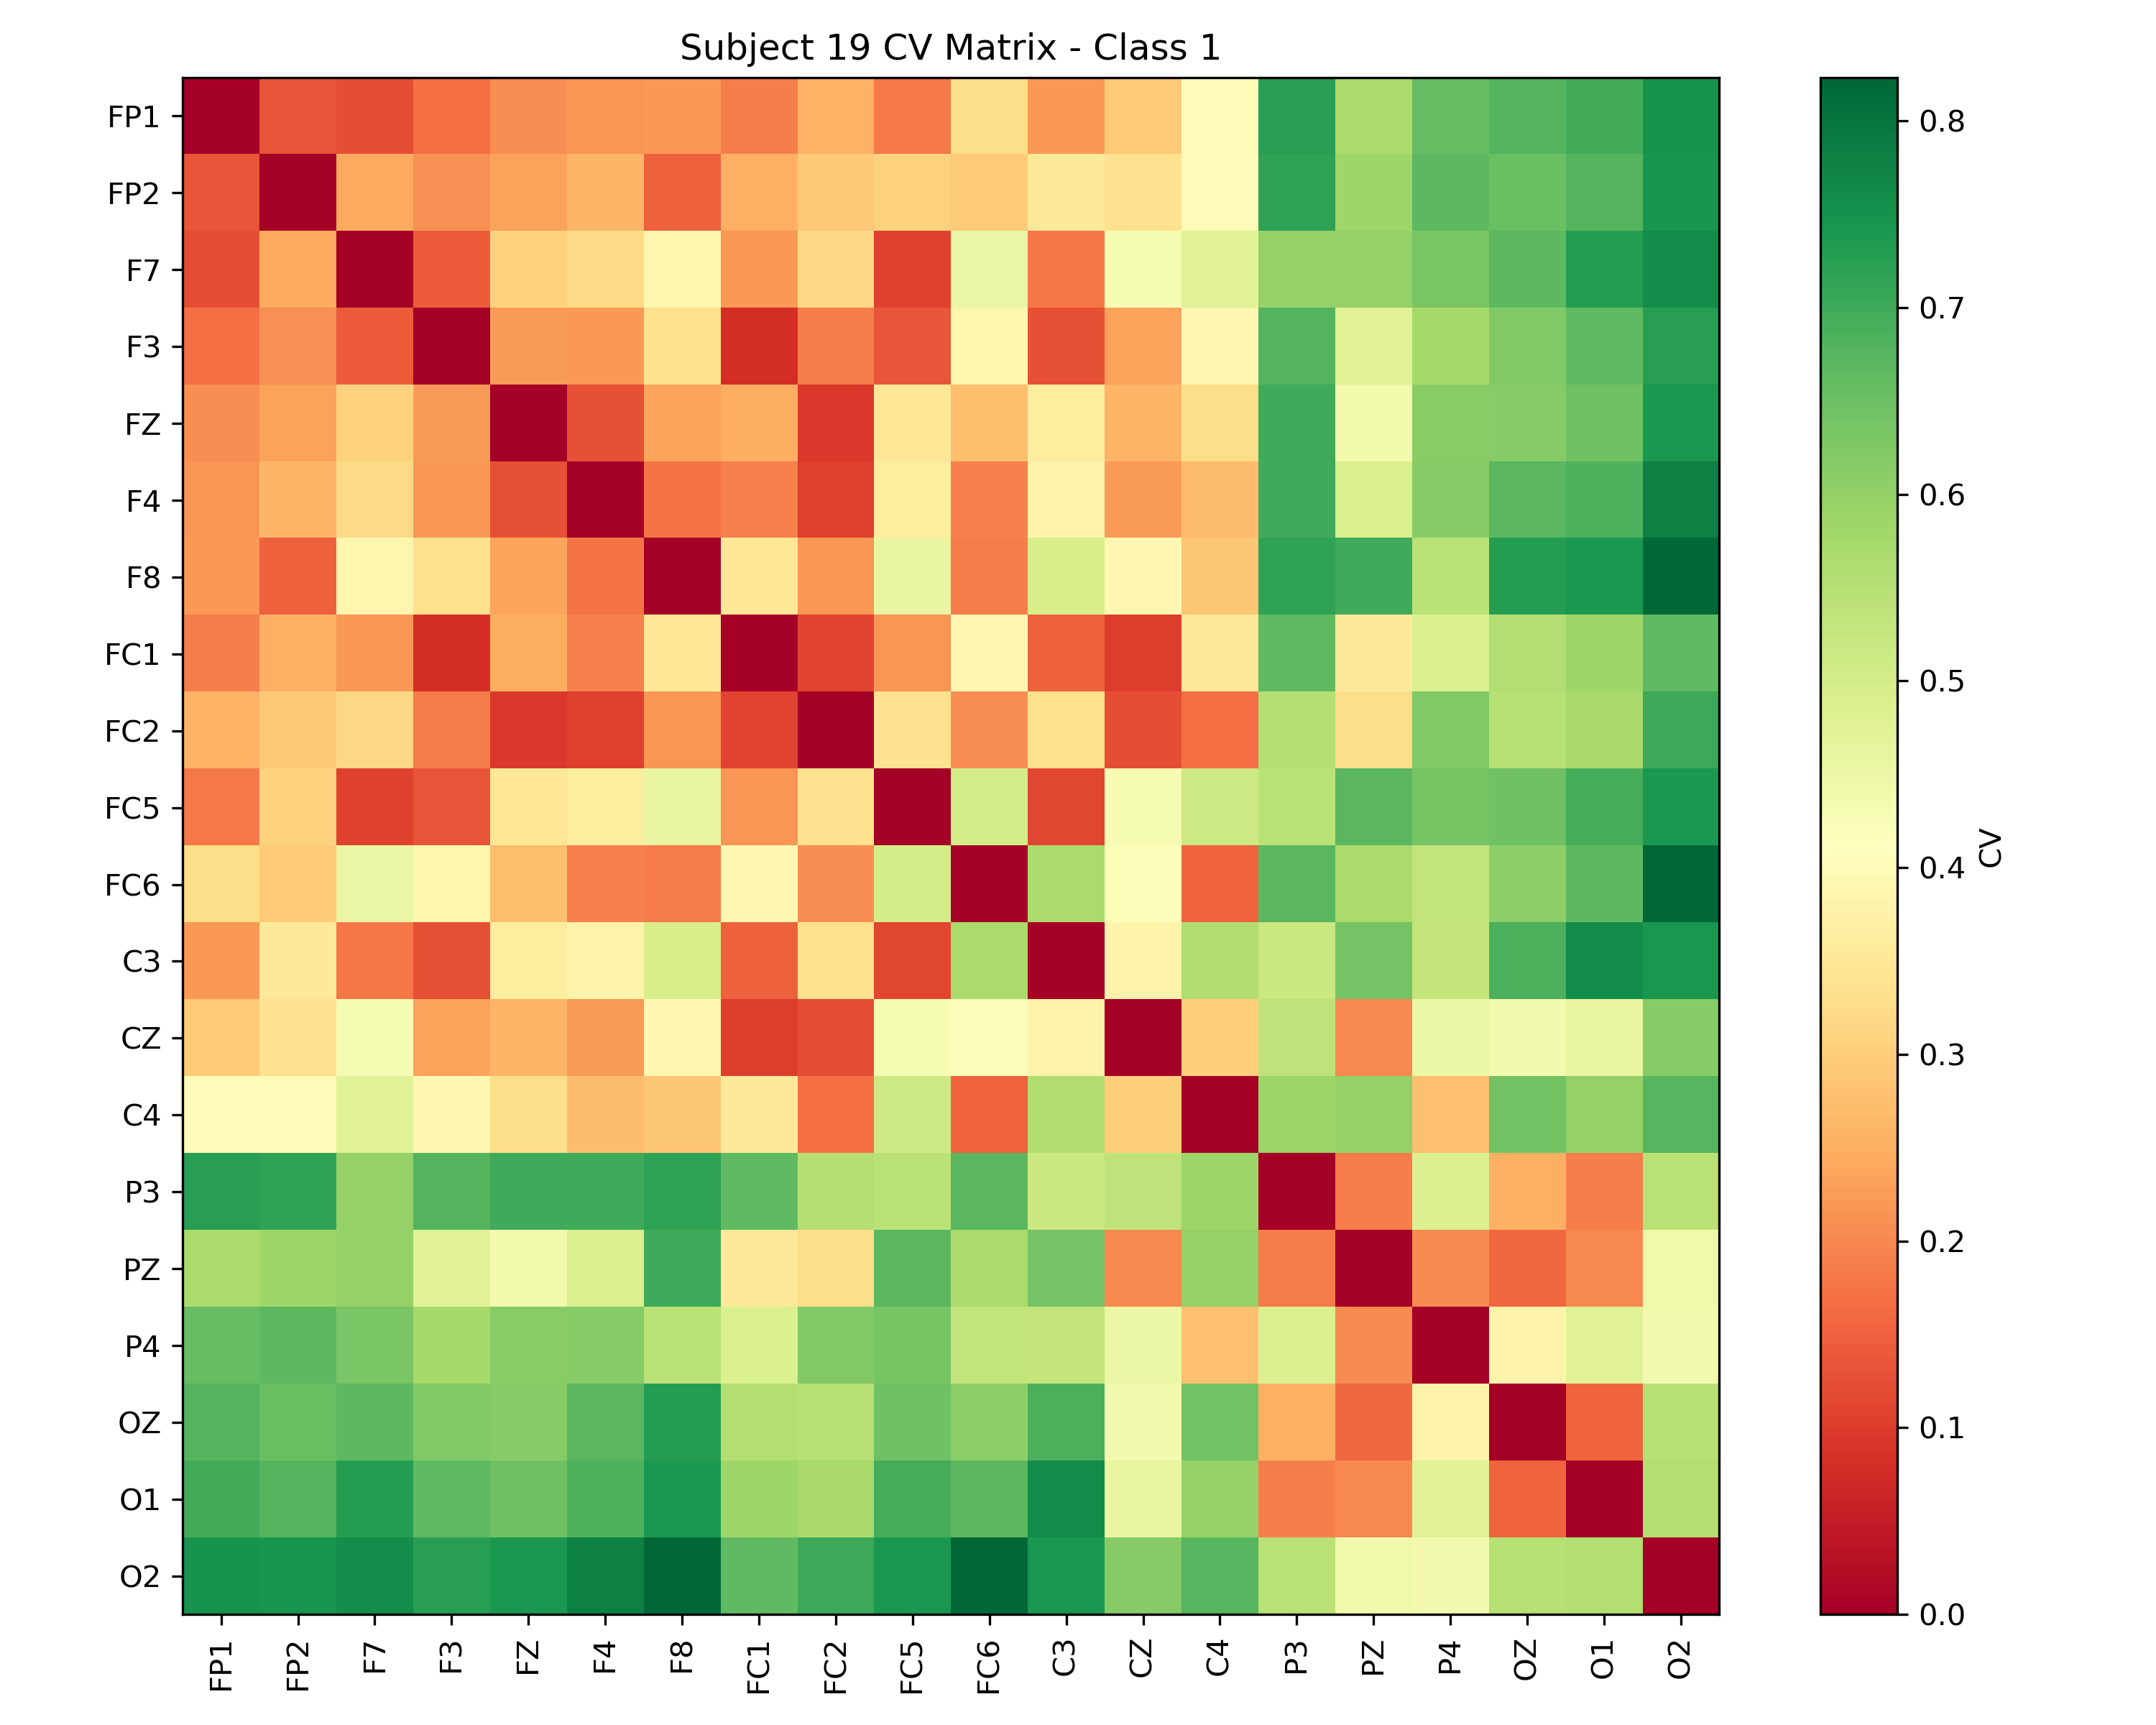 Subject 19 CV Matrix - Class 1
FP1
FP2
F7
F3
FZ
F4
F8
FC1
FC2
FC5
FC6
C3
CZ
C4
P3
PZ
P4
OZ
O1
O2
FP1
FP2
F7
F3
FZ
F4
F8
FC1
FC2
FC5
FC6
C3
CZ
C4
P3
PZ
P4
OZ
O1
O2
0.8
0.7
0.6
0.5
0.4
0.3
0.2
0.1
0.0
CV